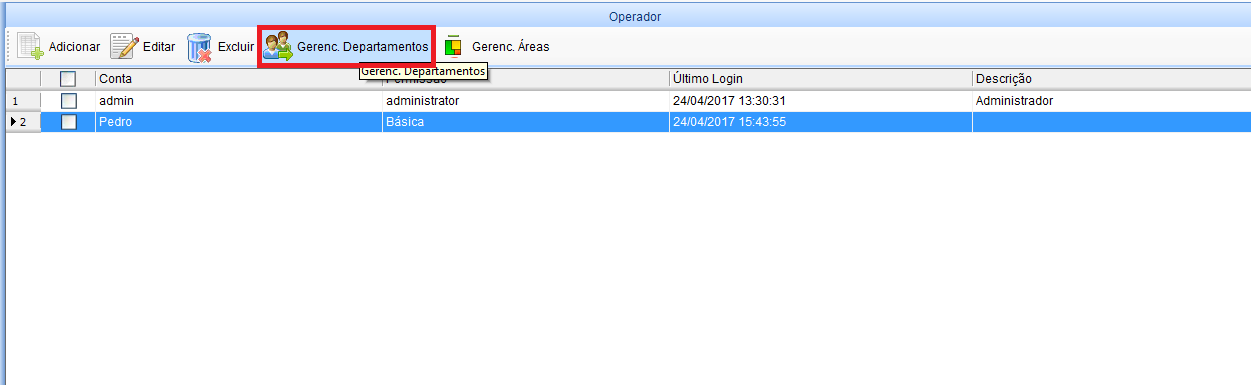 Operador
Adicionar Editar Excluir Gerenc. Departamentos Gerenc. Áreas
Gerenc. Departamentos
Conta Permissão Último Login Descrição
1 admin administrator 24/04/2017 13:30:31 Administrador
2 Pedro Básica 24/04/2017 15:43:55